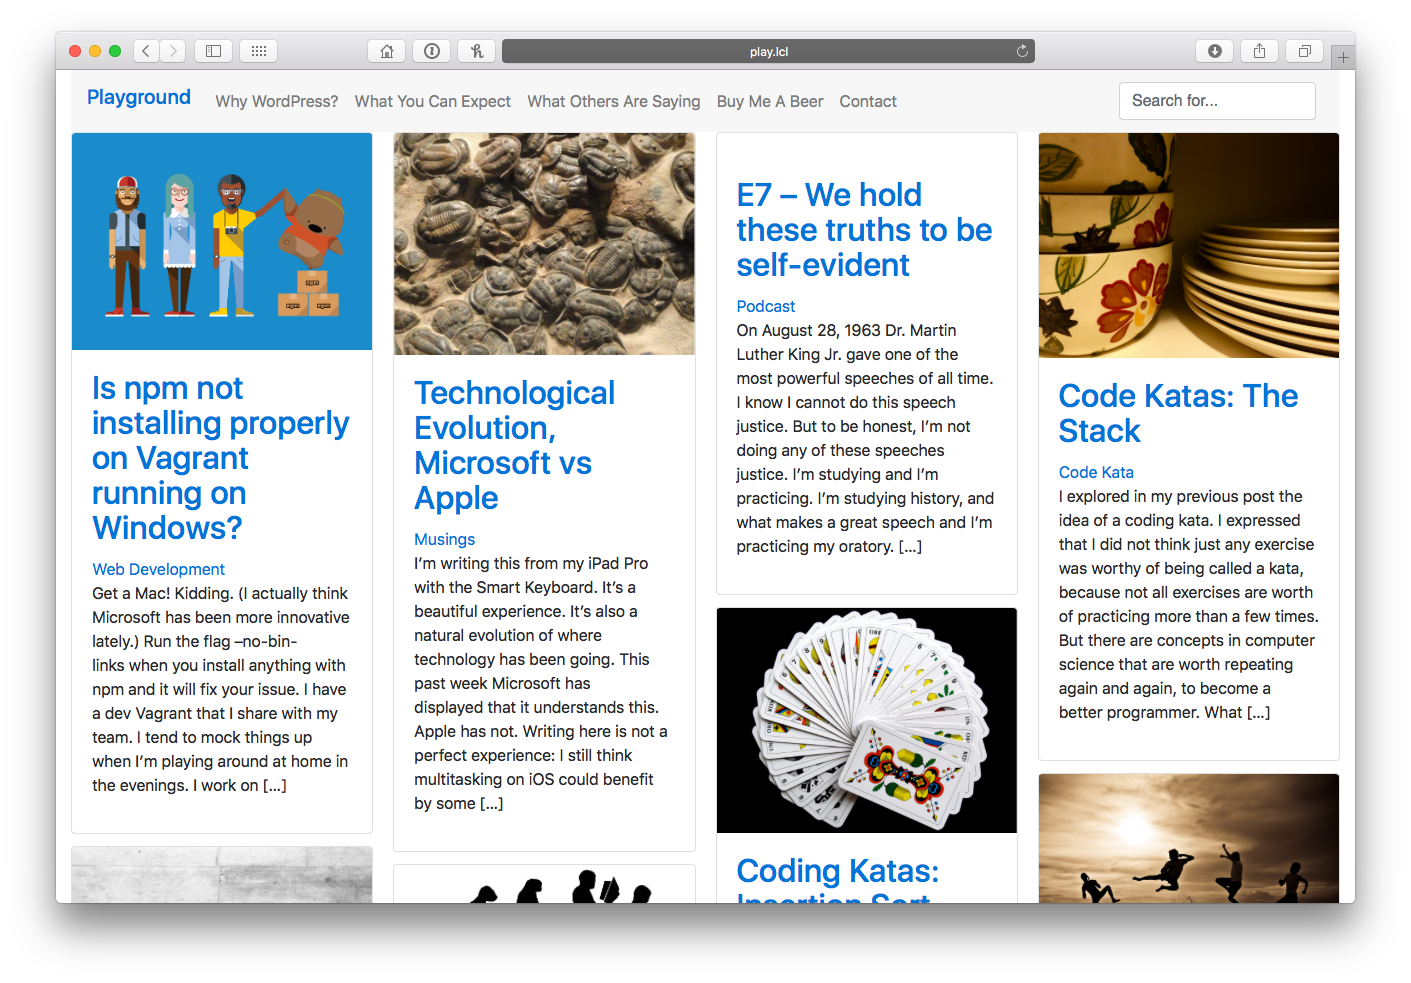 play.lcl
Playground
Why WordPress?
What You Can Expect
What Others Are Saying
Buy Me A Beer
Contact
Search for...
npm
npm
npm
Is npm not
installing properly
on Vagrant
running on
Windows?
Web Development
Get a Mac! Kidding. (I actually think
Microsoft has been more innovative
lately.) Run the flag –no-bin-
links when you install anything with
npm and it will fix your issue. I have
a dev Vagrant that I share with my
team. I tend to mock things up
when I’m playing around at home in
the evenings. I work on [...]
Technological
Evolution,
Microsoft vs
Apple
Musings
I’m writing this from my iPad Pro
with the Smart Keyboard. It’s a
beautiful experience. It’s also a
natural evolution of where
technology has been going. This
past week Microsoft has
displayed that it understands this.
Apple has not. Writing here is not a
perfect experience: I still think
multitasking on iOS could benefit
by some [...]
E7 – We hold
these truths to be
self-evident
Podcast
On August 28, 1963 Dr. Martin
Luther King Jr. gave one of the
most powerful speeches of all time.
I know I cannot do this speech
justice. But to be honest, I’m not
doing any of these speeches
justice. I’m studying and I’m
practicing. I’m studying history, and
what makes a great speech and I’m
practicing my oratory. [...]
Coding Katas:
Insertion Sort
Code Katas: The
Stack
Code Kata
I explored in my previous post the
idea of a coding kata. I expressed
that I did not think just any exercise
was worthy of being called a kata,
because not all exercises are worth
of practicing more than a few times.
But there are concepts in computer
science that are worth repeating
again and again, to become a
better programmer. What [...]